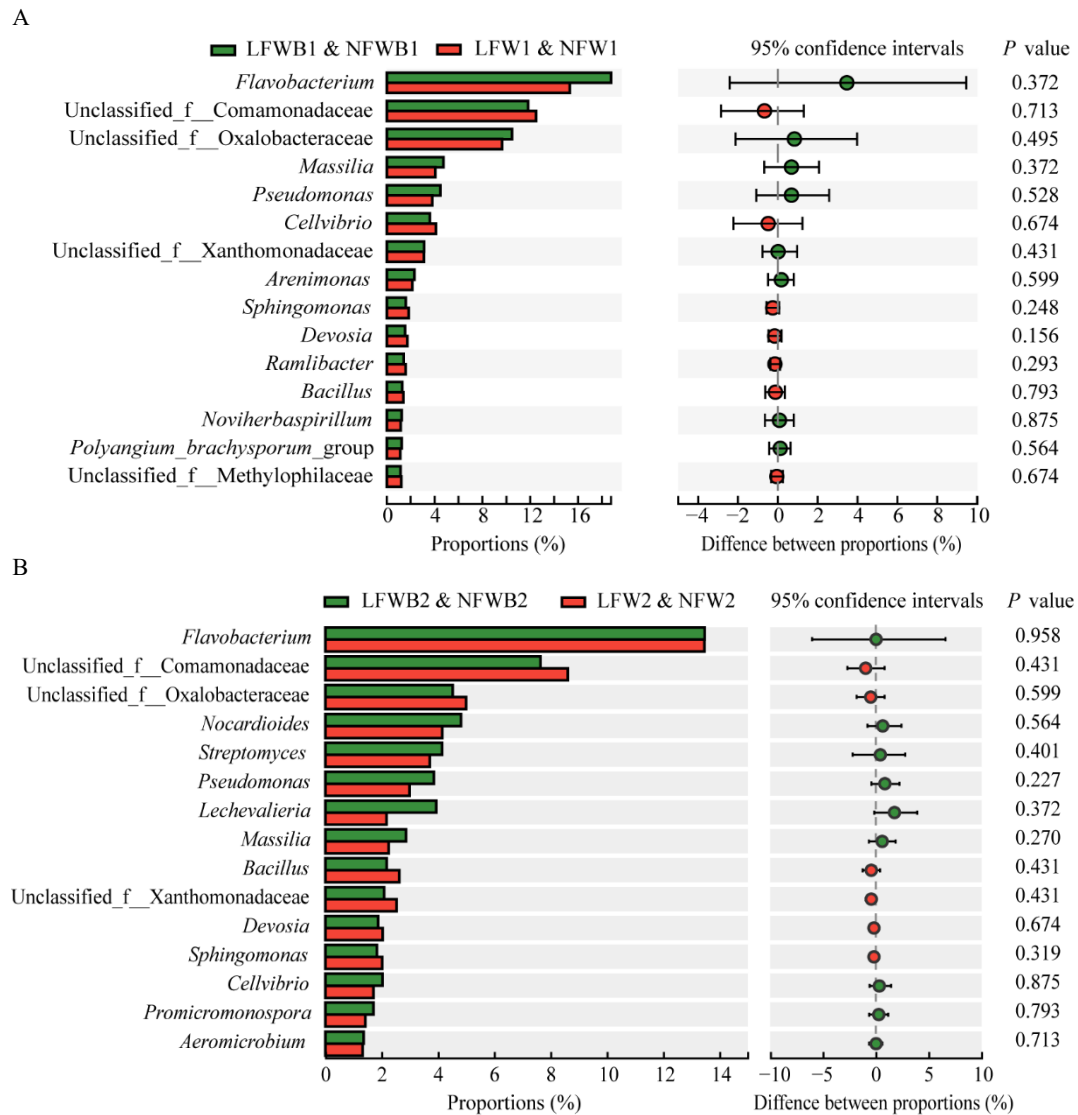 A
LFWB1 & NFWB1 LFW1 & NFW1 95% confidence intervals P value
Flavobacterium 0.372
Unclassified_f__Comamonadaceae 0.713
Unclassified_f__Oxalobacteraceae 0.495
Massilia 0.372
Pseudomonas 0.528
Cellvibrio 0.674
Unclassified_f__Xanthomonadaceae 0.431
Arenimonas 0.599
Sphingomonas 0.248
Devosia 0.156
Ramlibacter 0.293
Bacillus 0.793
Noviherbaspirillum 0.875
Polyangium_brachysporum_group 0.564
Unclassified_f__Methylophilaceae 0.674
0 4 8 12 16 −4 −2 0 2 4 6 8 10
Proportions (%) Diffence between proportions (%)
B
LFWB2 & NFWB2 LFW2 & NFW2 95% confidence intervals P value
Flavobacterium 0.958
Unclassified_f__Comamonadaceae 0.431
Unclassified_f__Oxalobacteraceae 0.599
Nocardioides 0.564
Streptomyces 0.401
Pseudomonas 0.227
Lechevalieria 0.372
Massilia 0.270
Bacillus 0.431
Unclassified_f__Xanthomonadaceae 0.431
Devosia 0.674
Sphingomonas 0.319
Cellvibrio 0.875
Promicromonospora 0.793
Aeromicrobium 0.713
0 2 4 6 8 10 12 14 −10 −5 0 5 10
Proportions (%) Diffence between proportions (%)